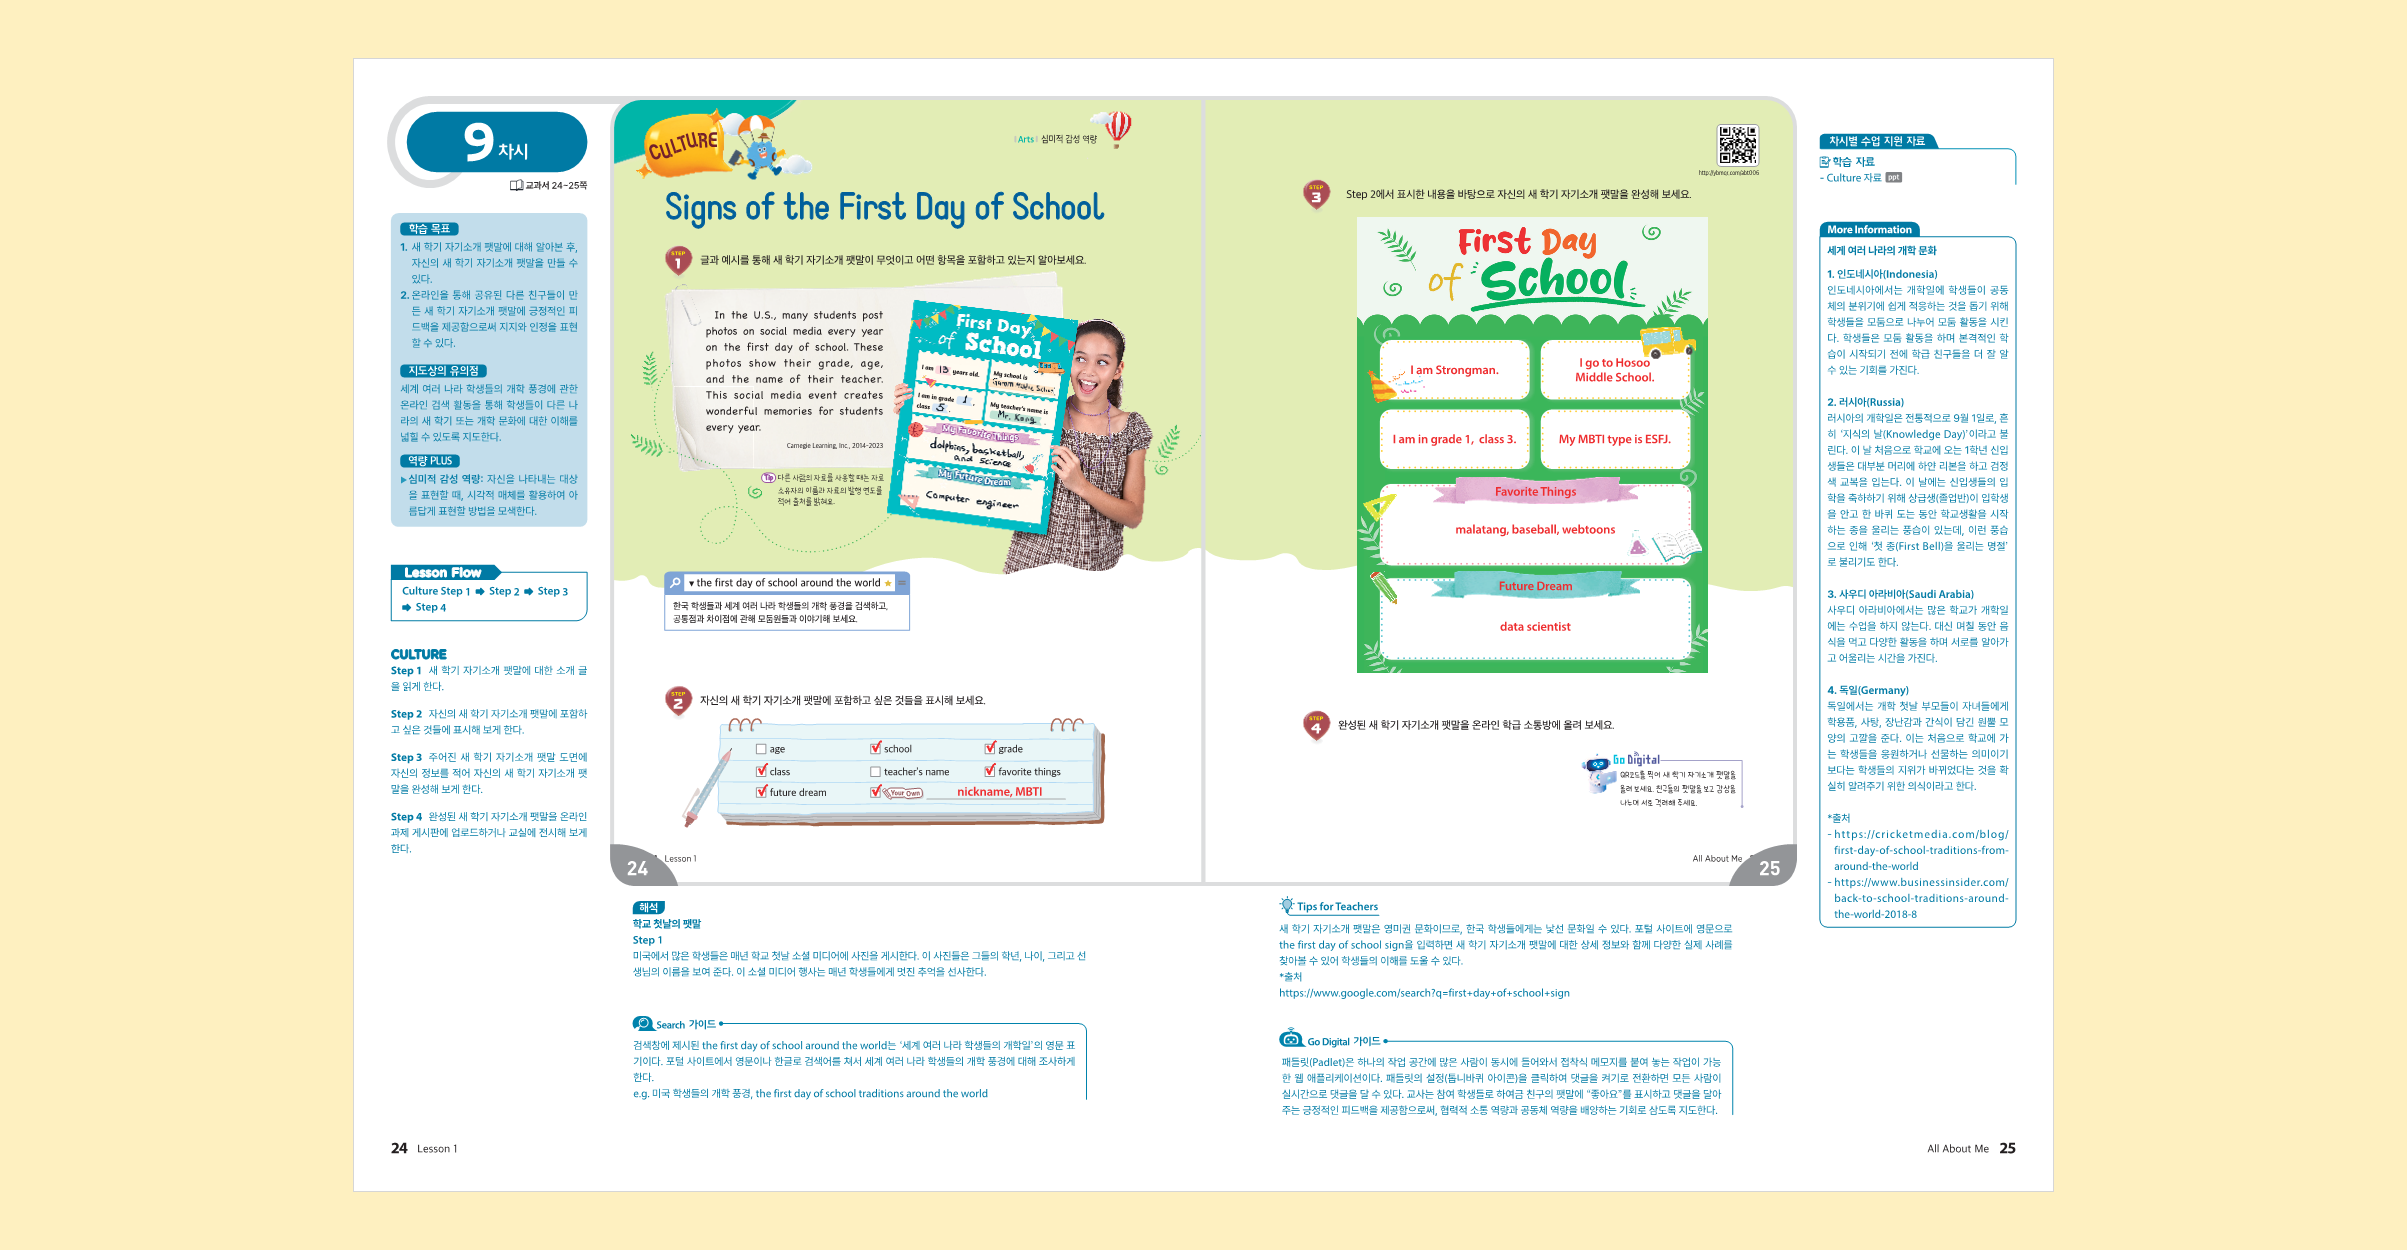 9 차시
교과서 24~25쪽
학습 목표
1. 새 학기 자기소개 팻말에 대해 알아본 후,
자신의 새 학기 자기소개 팻말을 만들 수
있다.
2. 온라인을 통해 공유된 다른 친구들이 만
든 새 학기 자기소개 팻말에 긍정적인 피
드백을 제공함으로써 지지와 인정을 표현
할 수 있다.
지도상의 유의점
세계 여러 나라 학생들의 개학 풍경에 관한
온라인 검색 활동을 통해 학생들이 다른 나
라의 새 학기 또는 개학 문화에 대한 이해를
넓힐 수 있도록 지도한다.
역량 PLUS
▶심미적 감성 역량: 자신을 나타내는 대상
을 표현할 때, 시각적 매체를 활용하여 아
름답게 표현할 방법을 모색한다.
Lesson Flow
Culture Step 1 ➡ Step 2 ➡ Step 3
➡ Step 4
CULTURE
Step 1 새 학기 자기소개 팻말에 대한 소개 글
을 읽게 한다.
Step 2 자신의 새 학기 자기소개 팻말에 포함하
고 싶은 것들에 표시해 보게 한다.
Step 3 주어진 새 학기 자기소개 팻말 도면에
자신의 정보를 적어 자신의 새 학기 자기소개 팻
말을 완성해 보게 한다.
Step 4 완성된 새 학기 자기소개 팻말을 온라인
과제 게시판에 업로드하거나 교실에 전시해 보게
한다.
CULTURE
| Arts | 심미적 감성 역량
Signs of the First Day of School
STEP 1
글과 예시를 통해 새 학기 자기소개 팻말이 무엇이고 어떤 항목을 포함하고 있는지 알아보세요.
In the U.S., many students post
photos on social media every year
on the first day of school. These
photos show their grade, age,
and the name of their teacher.
This social media event creates
wonderful memories for students
every year.
Carnegie Learning, Inc., 2014-2023
Tip 다른 사람의 자료를 사용할 때는 자료
소유자의 이름과 자료의 발행 연도를
적어 출처를 밝혀요.
First Day
of School
I am 13 years old.
My school is
I am in grade 1,
class 5.
My teacher's name is
Mr. Kang
My Favorite Things
dolphins, basketball,
and science
My Future Dream
Computer engineer
▼ the first day of school around the world
한국 학생들과 세계 여러 나라 학생들의 개학 풍경을 검색하고,
공통점과 차이점에 관해 모둠원들과 이야기해 보세요.
STEP 2
자신의 새 학기 자기소개 팻말에 포함하고 싶은 것들을 표시해 보세요.
age
school
grade
class
teacher's name
favorite things
future dream
Your Own
nickname, MBTI
24
Lesson 1
http://ybmqr.com/abt006
STEP 3
Step 2에서 표시한 내용을 바탕으로 자신의 새 학기 자기소개 팻말을 완성해 보세요.
First Day
of School
I am Strongman.
I go to Hosoo
Middle School.
I am in grade 1, class 3.
My MBTI type is ESFJ.
Favorite Things
malatang, baseball, webtoons
Future Dream
data scientist
STEP 4
완성된 새 학기 자기소개 팻말을 온라인 학급 소통방에 올려 보세요.
Go Digital
QR코드를 찍어 새 학기 자기소개 팻말을
올려 보세요. 친구들의 팻말을 보고 감상을
나누며 서로 격려해 주세요.
All About Me
25
해석
학교 첫날의 팻말
Step 1
미국에서 많은 학생들은 매년 학교 첫날 소셜 미디어에 사진을 게시한다. 이 사진들은 그들의 학년, 나이, 그리고 선
생님의 이름을 보여 준다. 이 소셜 미디어 행사는 매년 학생들에게 멋진 추억을 선사한다.
Search 가이드
검색창에 제시된 the first day of school around the world는 ‘세계 여러 나라 학생들의 개학일’의 영문 표
기이다. 포털 사이트에서 영문이나 한글로 검색어를 쳐서 세계 여러 나라 학생들의 개학 풍경에 대해 조사하게
한다.
e.g. 미국 학생들의 개학 풍경, the first day of school traditions around the world
Tips for Teachers
새 학기 자기소개 팻말은 영미권 문화이므로, 한국 학생들에게는 낯선 문화일 수 있다. 포털 사이트에 영문으로
the first day of school sign을 입력하면 새 학기 자기소개 팻말에 대한 상세 정보와 함께 다양한 실제 사례를
찾아볼 수 있어 학생들의 이해를 도울 수 있다.
*출처
https://www.google.com/search?q=first+day+of+school+sign
Go Digital 가이드
패들릿(Padlet)은 하나의 작업 공간에 많은 사람이 동시에 들어와서 접착식 메모지를 붙여 놓는 작업이 가능
한 웹 애플리케이션이다. 패들릿의 설정(톱니바퀴 아이콘)을 클릭하여 댓글을 켜기로 전환하면 모든 사람이
실시간으로 댓글을 달 수 있다. 교사는 참여 학생들로 하여금 친구의 팻말에 “좋아요”를 표시하고 댓글을 달아
주는 긍정적인 피드백을 제공함으로써, 협력적 소통 역량과 공동체 역량을 배양하는 기회로 삼도록 지도한다.
차시별 수업 지원 자료
학습 자료
- Culture 자료 ppt
More Information
세계 여러 나라의 개학 문화
1. 인도네시아(Indonesia)
인도네시아에서는 개학일에 학생들이 공동
체의 분위기에 쉽게 적응하는 것을 돕기 위해
학생들을 모둠으로 나누어 모둠 활동을 시킨
다. 학생들은 모둠 활동을 하며 본격적인 학
습이 시작되기 전에 학급 친구들을 더 잘 알
수 있는 기회를 가진다.
2. 러시아(Russia)
러시아의 개학일은 전통적으로 9월 1일로, 흔
히 ‘지식의 날(Knowledge Day)’이라고 불
린다. 이 날 처음으로 학교에 오는 1학년 신입
생들은 대부분 머리에 하얀 리본을 하고 검정
색 교복을 입는다. 이 날에는 신입생들의 입
학을 축하하기 위해 상급생(졸업반)이 입학생
을 안고 한 바퀴 도는 동안 학교생활을 시작
하는 종을 울리는 풍습이 있는데, 이런 풍습
으로 인해 ‘첫 종(First Bell)을 울리는 명절’
로 불리기도 한다.
3. 사우디 아라비아(Saudi Arabia)
사우디 아라비아에서는 많은 학교가 개학일
에는 수업을 하지 않는다. 대신 며칠 동안 음
식을 먹고 다양한 활동을 하며 서로를 알아가
고 어울리는 시간을 가진다.
4. 독일(Germany)
독일에서는 개학 첫날 부모들이 자녀들에게
학용품, 사탕, 장난감과 간식이 담긴 원뿔 모
양의 고깔을 준다. 이는 처음으로 학교에 가
는 학생들을 응원하거나 선물하는 의미이기
보다는 학생들의 지위가 바뀌었다는 것을 확
실히 알려주기 위한 의식이라고 한다.
*출처
- https://cricketmedia.com/blog/
first-day-of-school-traditions-from-
around-the-world
- https://www.businessinsider.com/
back-to-school-traditions-around-
the-world-2018-8
24 Lesson 1
All About Me 25